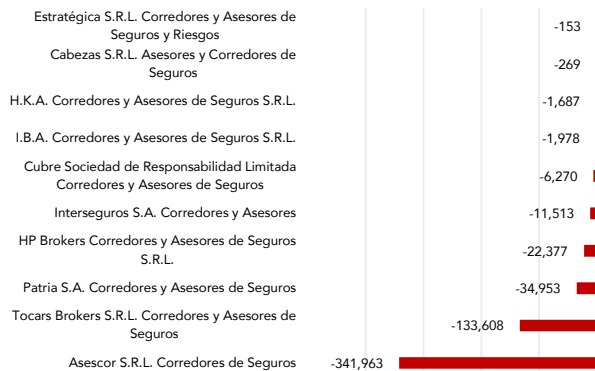 Estratégica S.R.L. Corredores y Asesores de
Seguros y Riesgos
-153
Cabezas S.R.L. Asesores y Corredores de
Seguros
-269
H.K.A. Corredores y Asesores de Seguros S.R.L.
-1,687
I.B.A. Corredores y Asesores de Seguros S.R.L.
-1,978
Cubre Sociedad de Responsabilidad Limitada
Corredores y Asesores de Seguros
-6,270
Interseguros S.A. Corredores y Asesores
-11,513
HP Brokers Corredores y Asesores de Seguros
S.R.L.
-22,377
Patria S.A. Corredores y Asesores de Seguros
-34,953
Tocars Brokers S.R.L. Corredores y Asesores de
Seguros
-133,608
Asescor S.R.L. Corredores de Seguros
-341,963